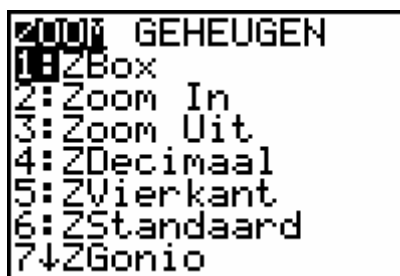 ZOOM GEHEUGEN
1:ZBox
2:Zoom In
3:Zoom Uit
4:ZDecimaal
5:ZVierkant
6:ZStandaard
7↓ZGonio